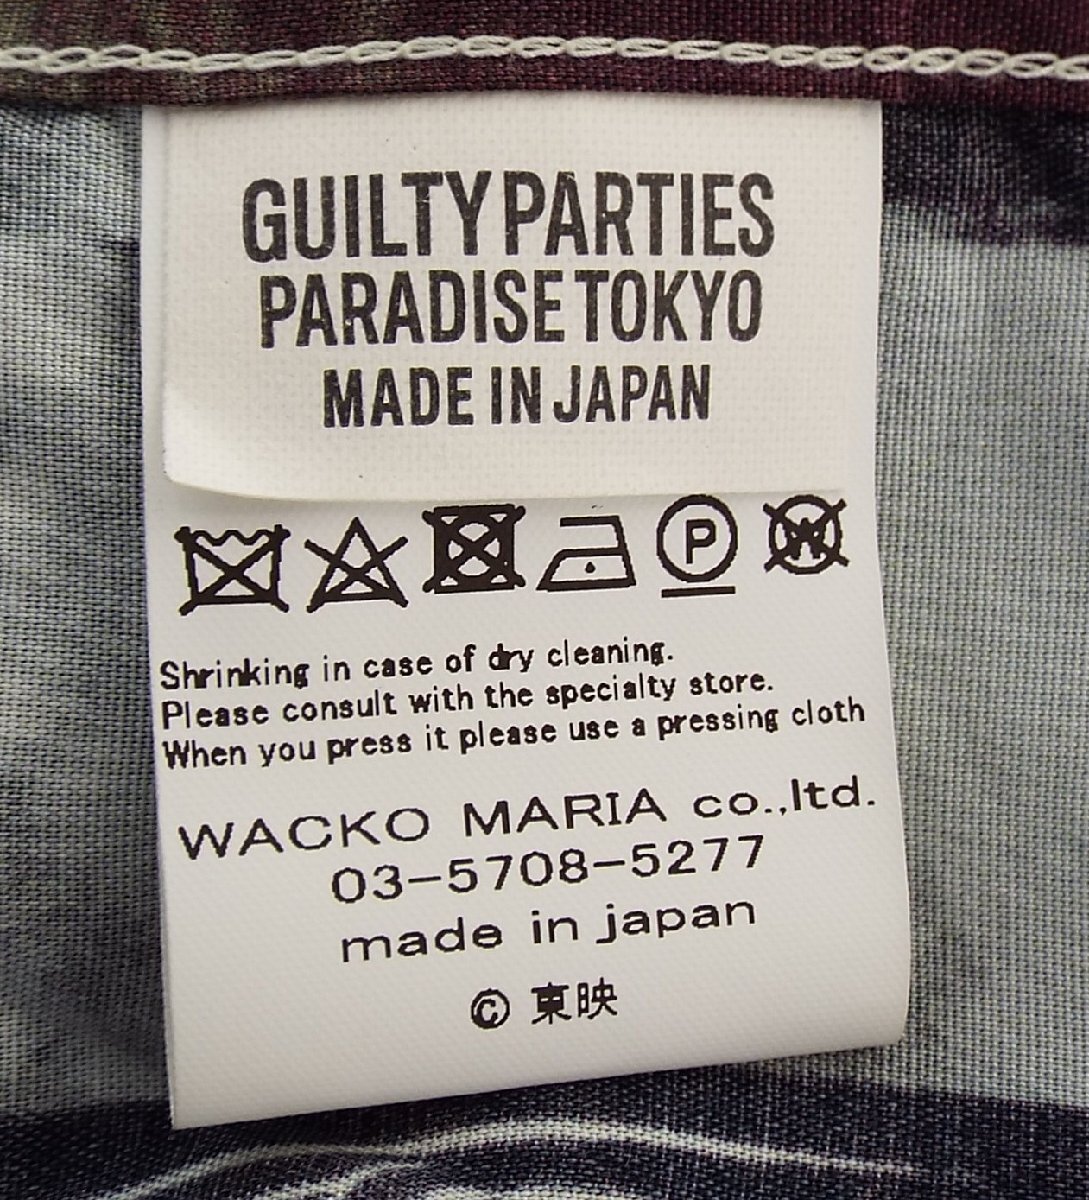 GUILTY PARTIES
PARADISE TOKYO
MADE IN JAPAN
P
W
Shrinking in case of dry cleaning.
Please consult with the specialty store.
When you press it please use a pressing cloth
WACKO MARIA co.,ltd.
03-5708-5277
made in japan
© 東映